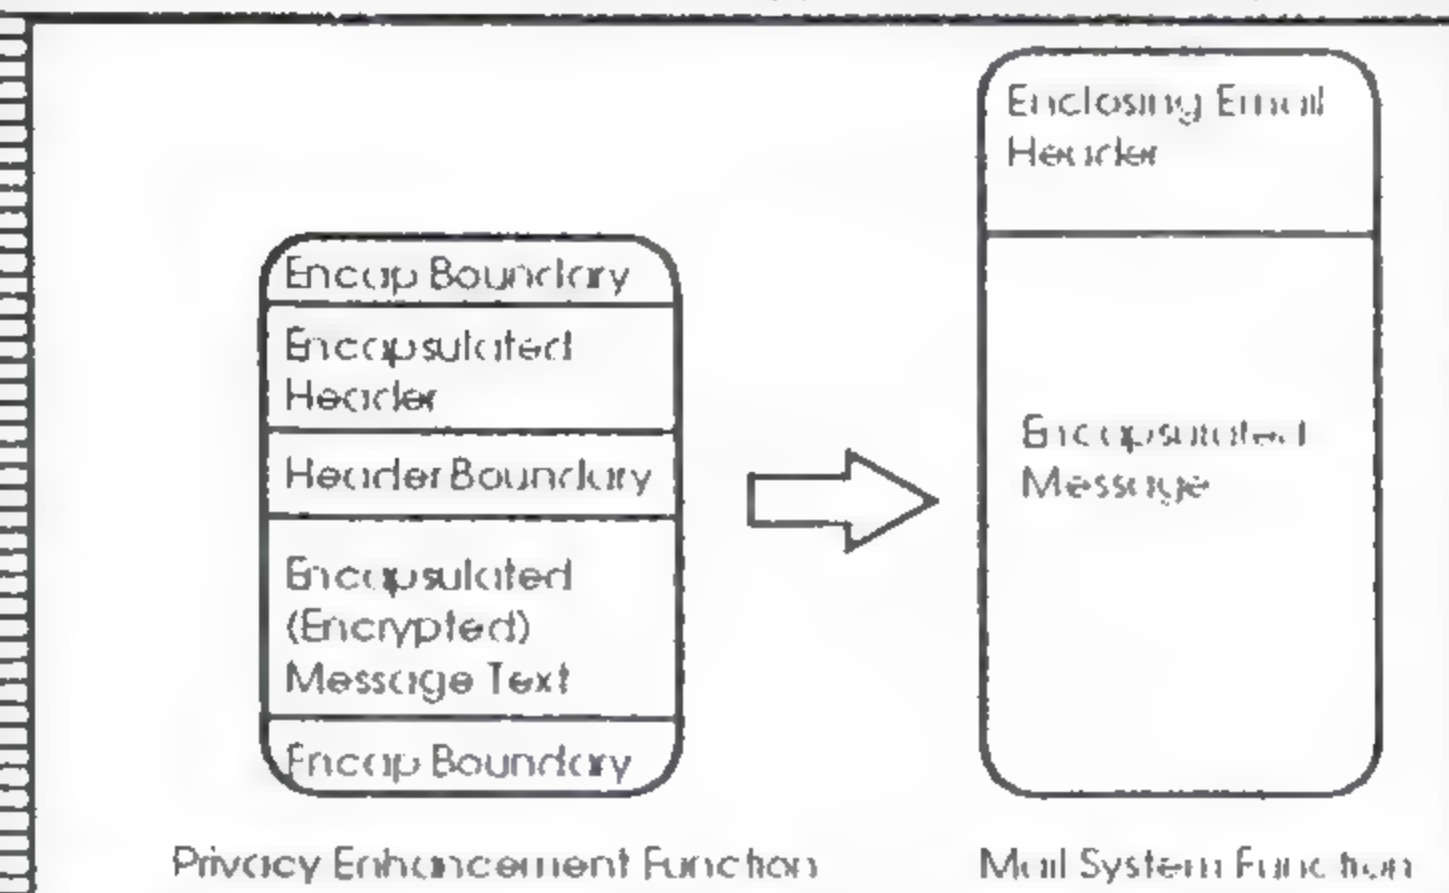 Encap Boundary
Encapsulated
Header
Header Boundary
Encapsulated
(Encrypted)
Message Text
Encap Boundary
Privacy Enhancement Function
Enclosing Email
Header
Encapsulated
Message
Mail System Function